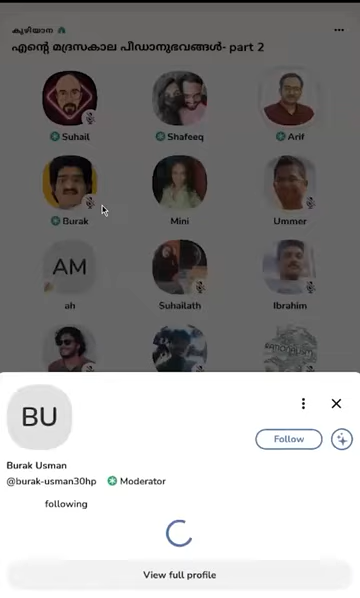 കുഴിയാന
എന്റെ മദ്രസകാല പീഡാനുഭവങ്ങൾ- part 2
Suhail
Shafeeq
Arif
Burak
Mini
Ummer
AM
ah
Suhailath
Ibrahim
BU
Follow
Burak Usman
@burak-usman30hp Moderator
following
View full profile